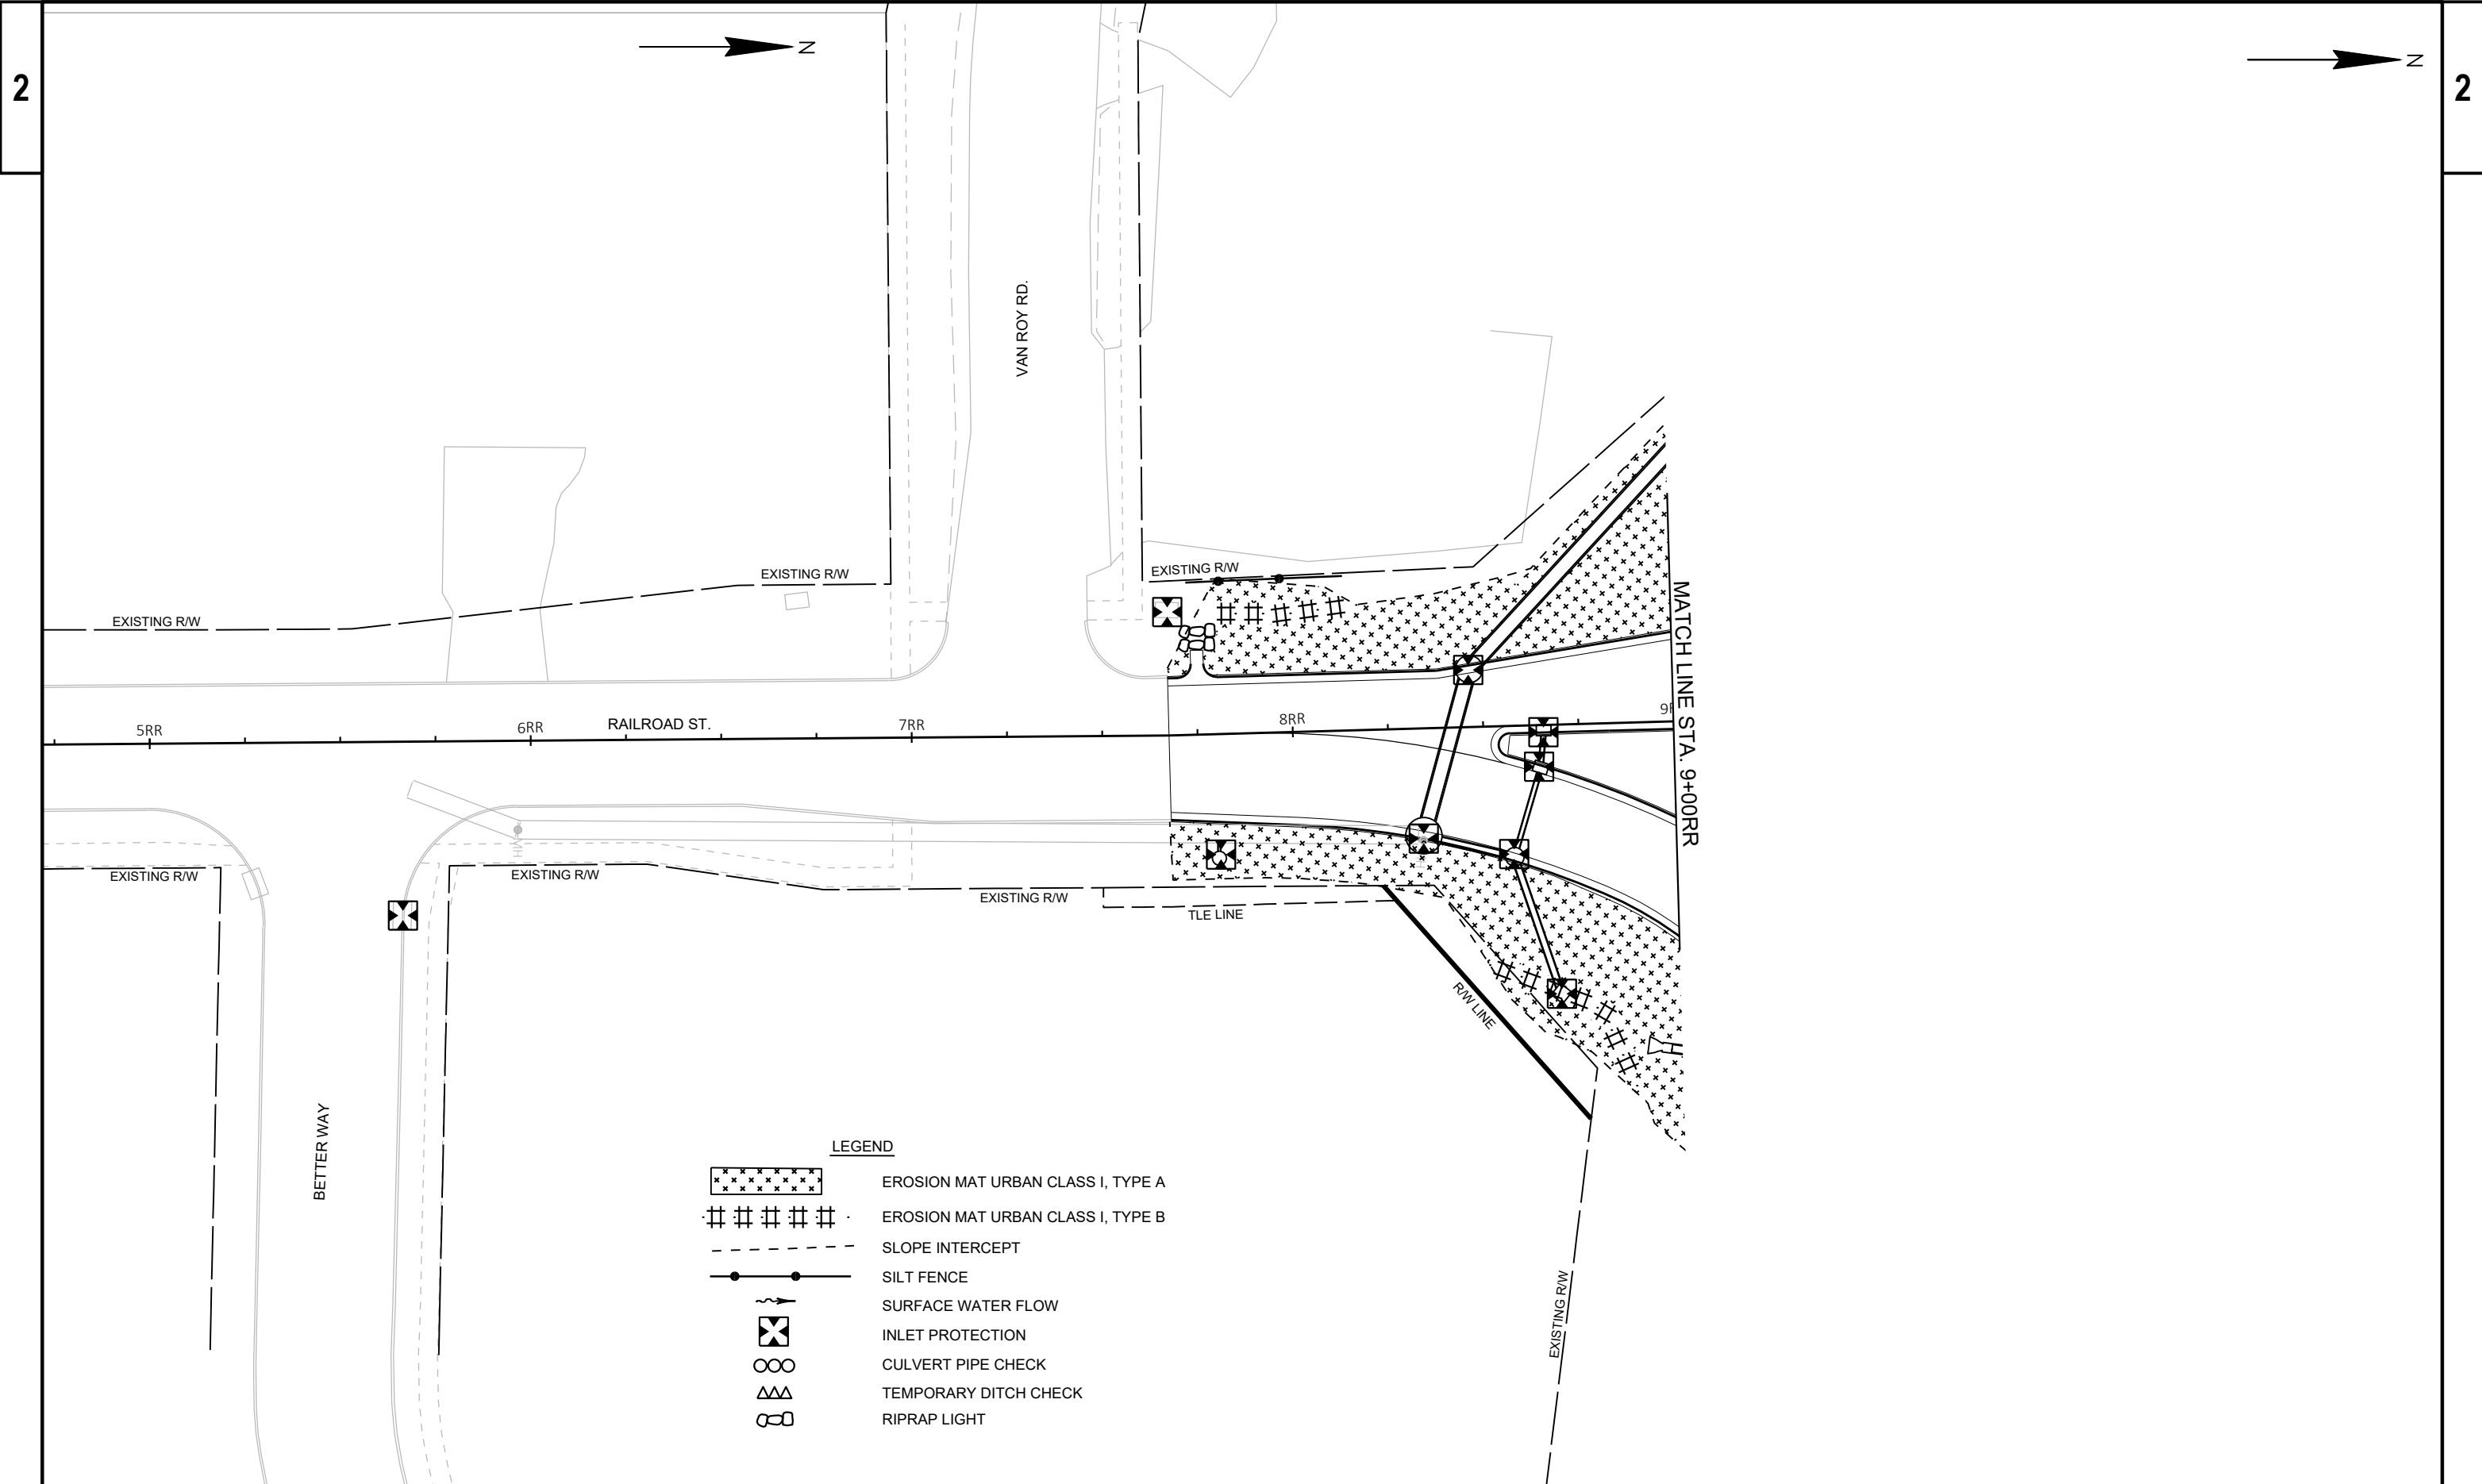 N
N
2
2
VAN ROY RD.
EXISTING R/W
EXISTING R/W
EXISTING R/W
MATCH LINE STA. 9+00RR
5RR
6RR
RAILROAD ST.
7RR
8RR
EXISTING R/W
EXISTING R/W
EXISTING R/W
TLE LINE
R/W LINE
BETTER WAY
EXISTING R/W
LEGEND
EROSION MAT URBAN CLASS I, TYPE A
EROSION MAT URBAN CLASS I, TYPE B
SLOPE INTERCEPT
SILT FENCE
SURFACE WATER FLOW
INLET PROTECTION
CULVERT PIPE CHECK
TEMPORARY DITCH CHECK
RIPRAP LIGHT